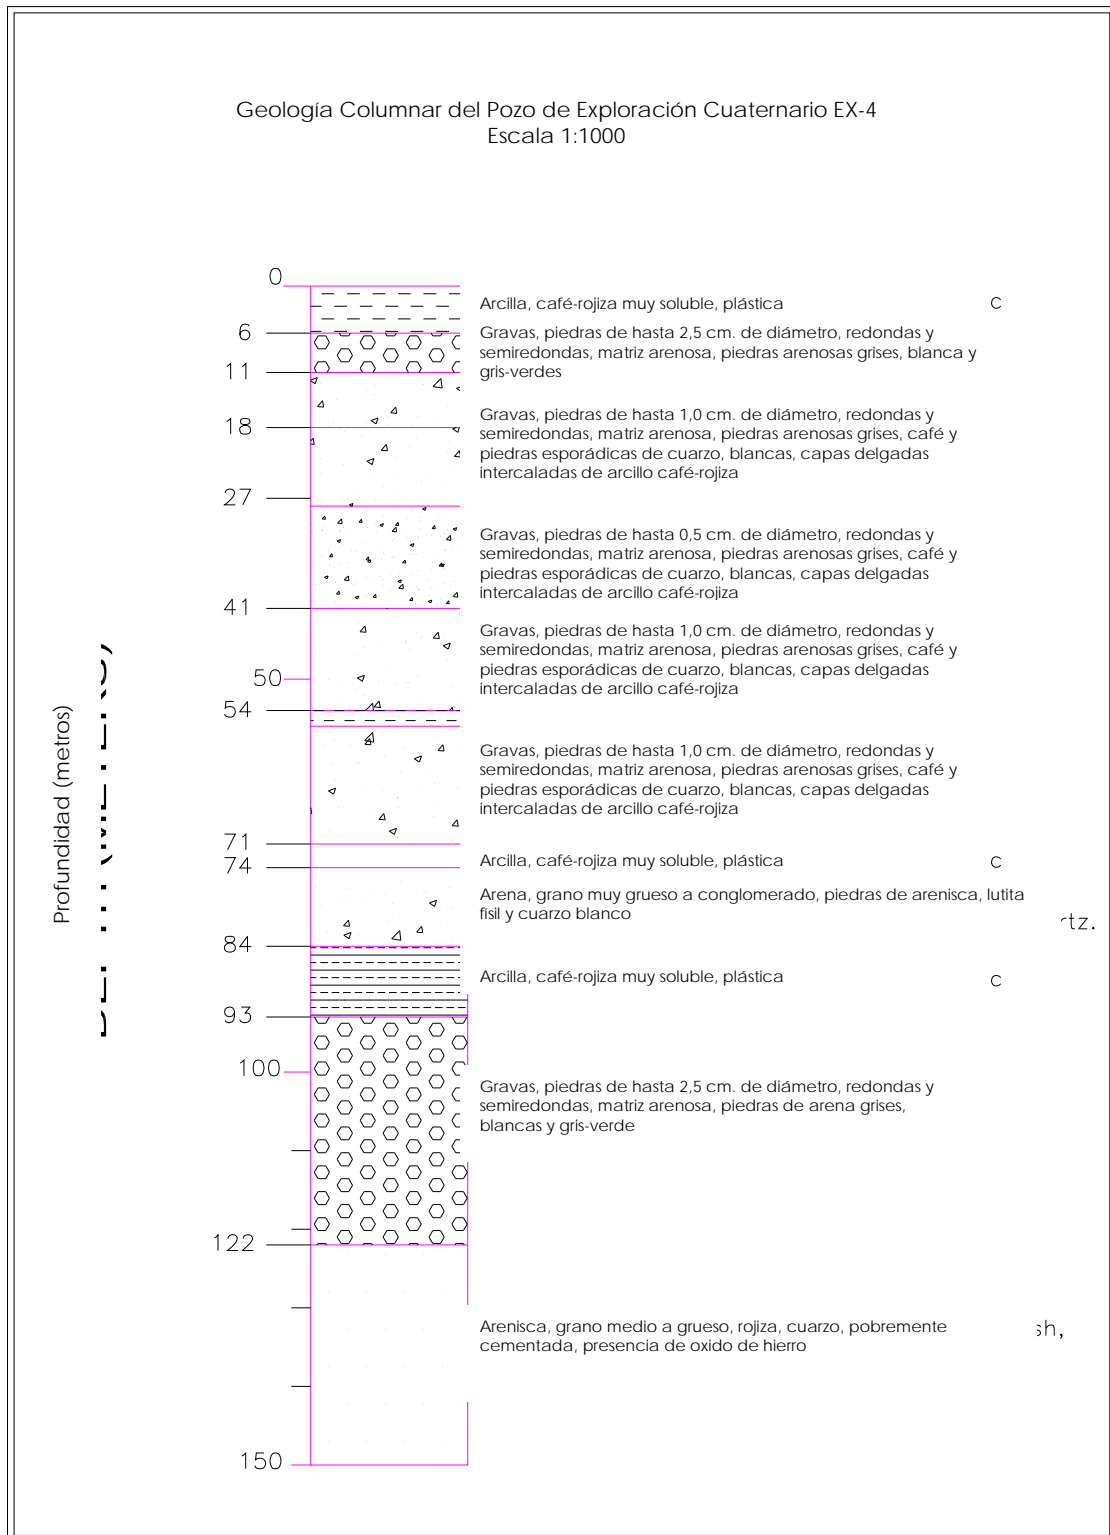 Geología Columnar del Pozo de Exploración Cuaternario EX-4
Escala 1:1000
0
Arcilla, café-rojiza muy soluble, plástica
c
6
Gravas, piedras de hasta 2,5 cm. de diámetro, redondas y
semiredondas, matriz arenosa, piedras arenosas grises, blanca y
gris-verdes
11
18
Gravas, piedras de hasta 1,0 cm. de diámetro, redondas y
semiredondas, matriz arenosa, piedras arenosas grises, café y
piedras esporádicas de cuarzo, blancas, capas delgadas
intercaladas de arcillo café-rojiza
27
Gravas, piedras de hasta 0,5 cm. de diámetro, redondas y
semiredondas, matriz arenosa, piedras arenosas grises, café y
piedras esporádicas de cuarzo, blancas, capas delgadas
intercaladas de arcillo café-rojiza
41
Gravas, piedras de hasta 1,0 cm. de diámetro, redondas y
semiredondas, matriz arenosa, piedras arenosas grises, café y
piedras esporádicas de cuarzo, blancas, capas delgadas
intercaladas de arcillo café-rojiza
50
54
Profundidad (metros)
Gravas, piedras de hasta 1,0 cm. de diámetro, redondas y
semiredondas, matriz arenosa, piedras arenosas grises, café y
piedras esporádicas de cuarzo, blancas, capas delgadas
intercaladas de arcillo café-rojiza
71
74
Arcilla, café-rojiza muy soluble, plástica
c
Arena, grano muy grueso a conglomerado, piedras de arenisca, lutita
fisil y cuarzo blanco
tz.
84
Arcilla, café-rojiza muy soluble, plástica
c
93
100
Gravas, piedras de hasta 2,5 cm. de diámetro, redondas y
semiredondas, matriz arenosa, piedras de arena grises,
blancas y gris-verde
122
Arenisca, grano medio a grueso, rojiza, cuarzo, pobremente
cementada, presencia de oxido de hierro
sh,
150